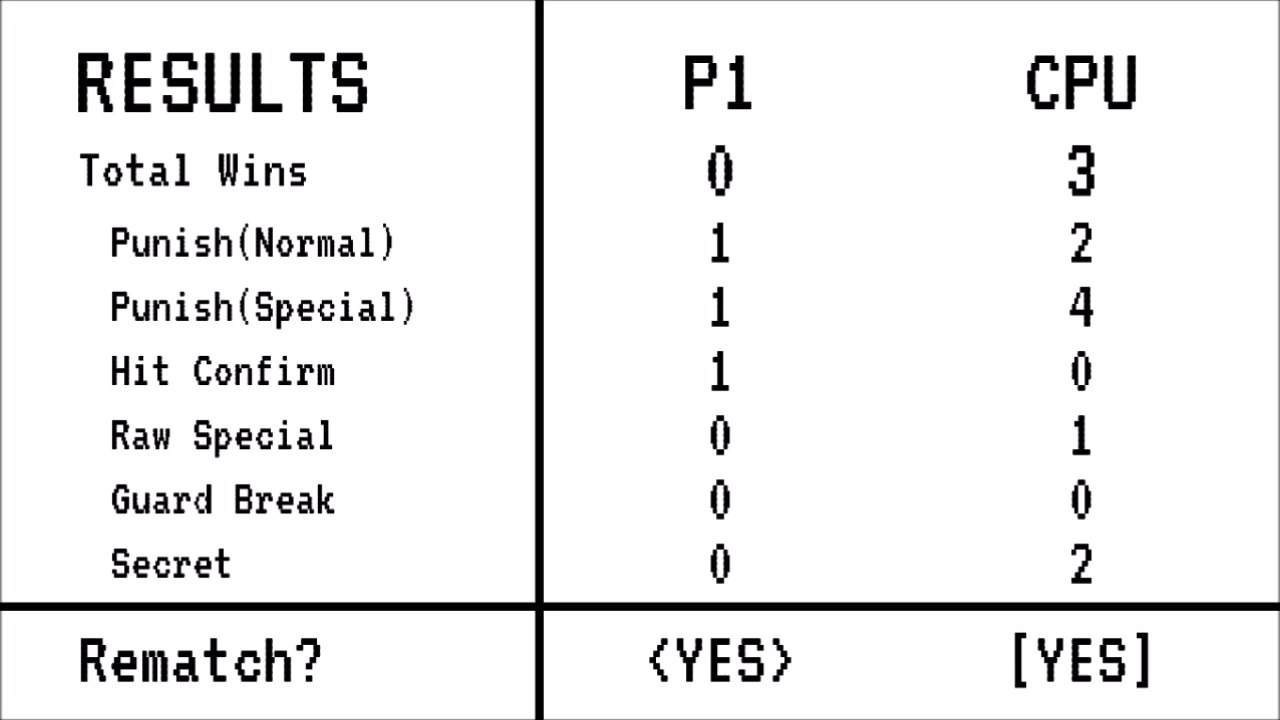 RESULTS P1 CPU
Total Wins 0 3
Punish(Normal) 1 2
Punish(Special) 1 4
Hit Confirm 1 0
Raw Special 0 1
Guard Break 0 0
Secret 0 2
Rematch? <YES> [YES]